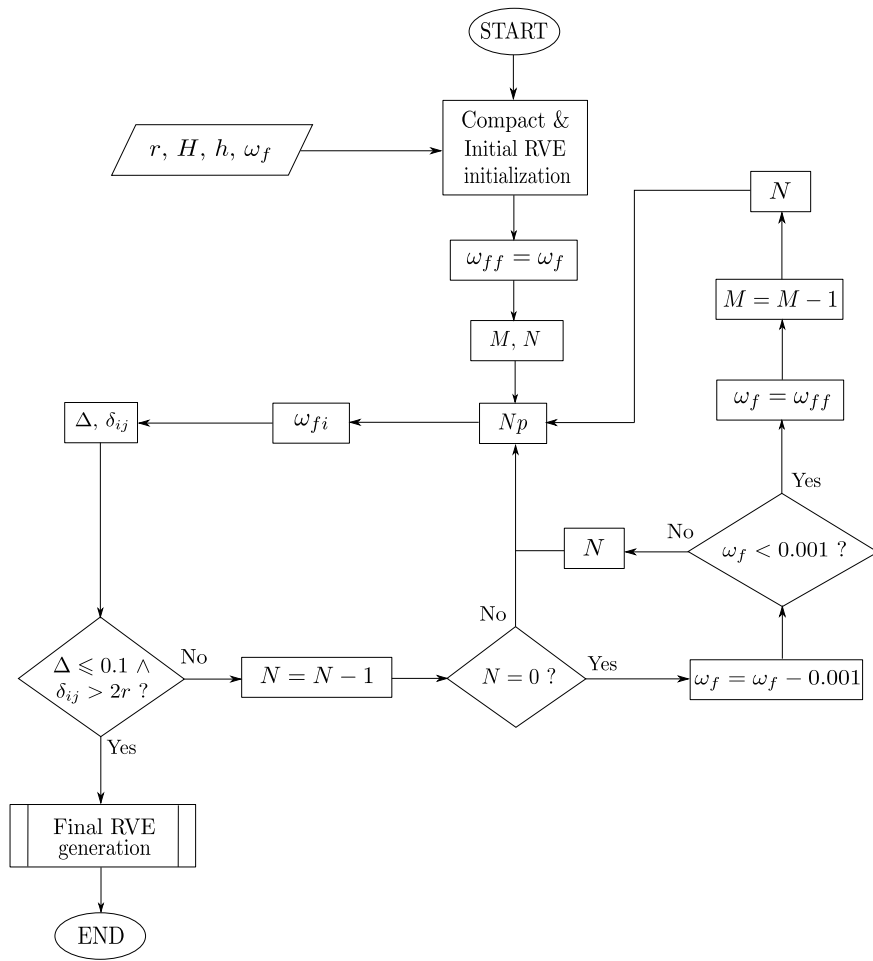 START
Compact &
Initial RVE
initialization
r, H, h, ω_f
ω_ff = ω_f
M, N
Np
ω_fi
Δ, δ_ij
Δ ⩽ 0.1 ∧
δ_ij > 2r ?
No
N = N − 1
N = 0 ?
No
Yes
ω_f = ω_f − 0.001
ω_f < 0.001 ?
No
N
Yes
ω_f = ω_ff
M = M − 1
N
Yes
Final RVE
generation
END